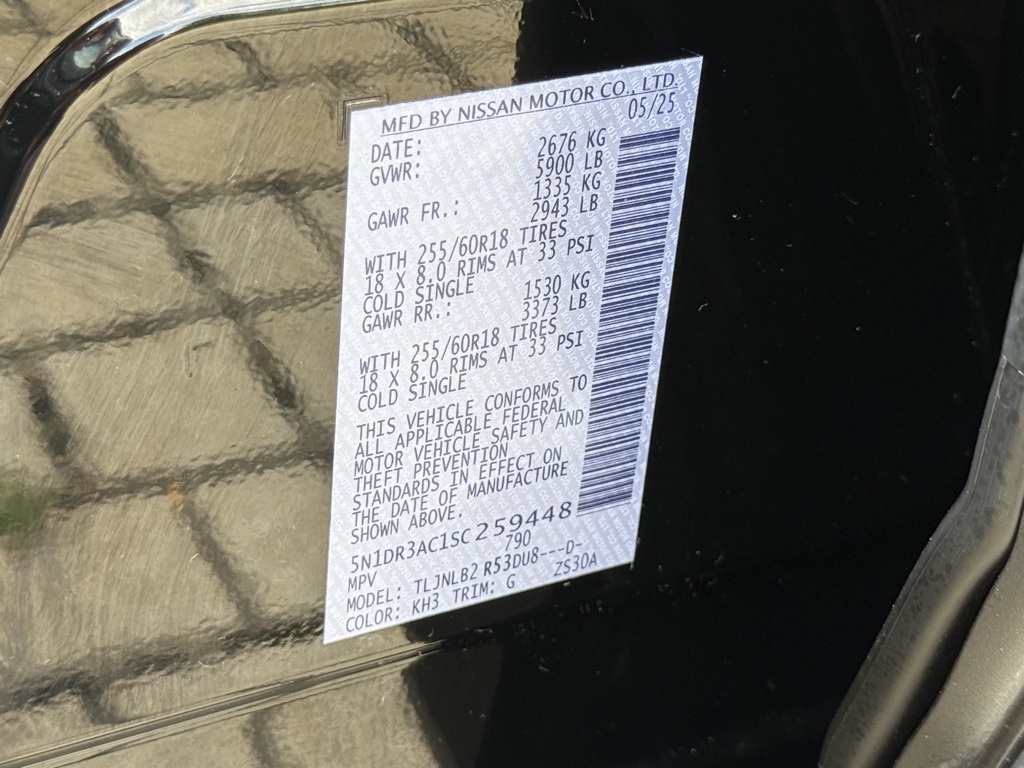 MFD BY NISSAN MOTOR CO., LTD.
DATE: 05/25
GVWR: 2676 KG
5900 LB
GAWR FR.: 1335 KG
2943 LB
WITH 255/60R18 TIRES
18 X 8.0 RIMS AT 33 PSI
COLD SINGLE
GAWR RR.: 1530 KG
3373 LB
WITH 255/60R18 TIRES
18 X 8.0 RIMS AT 33 PSI
COLD SINGLE
THIS VEHICLE CONFORMS TO
ALL APPLICABLE FEDERAL
MOTOR VEHICLE SAFETY AND
THEFT PREVENTION
STANDARDS IN EFFECT ON
THE DATE OF MANUFACTURE
SHOWN ABOVE.
5N1DR3AC1SC259448
MPV 790
MODEL: TLJNLB2 R53DU8---D-
COLOR: KH3 TRIM: G ZS30A